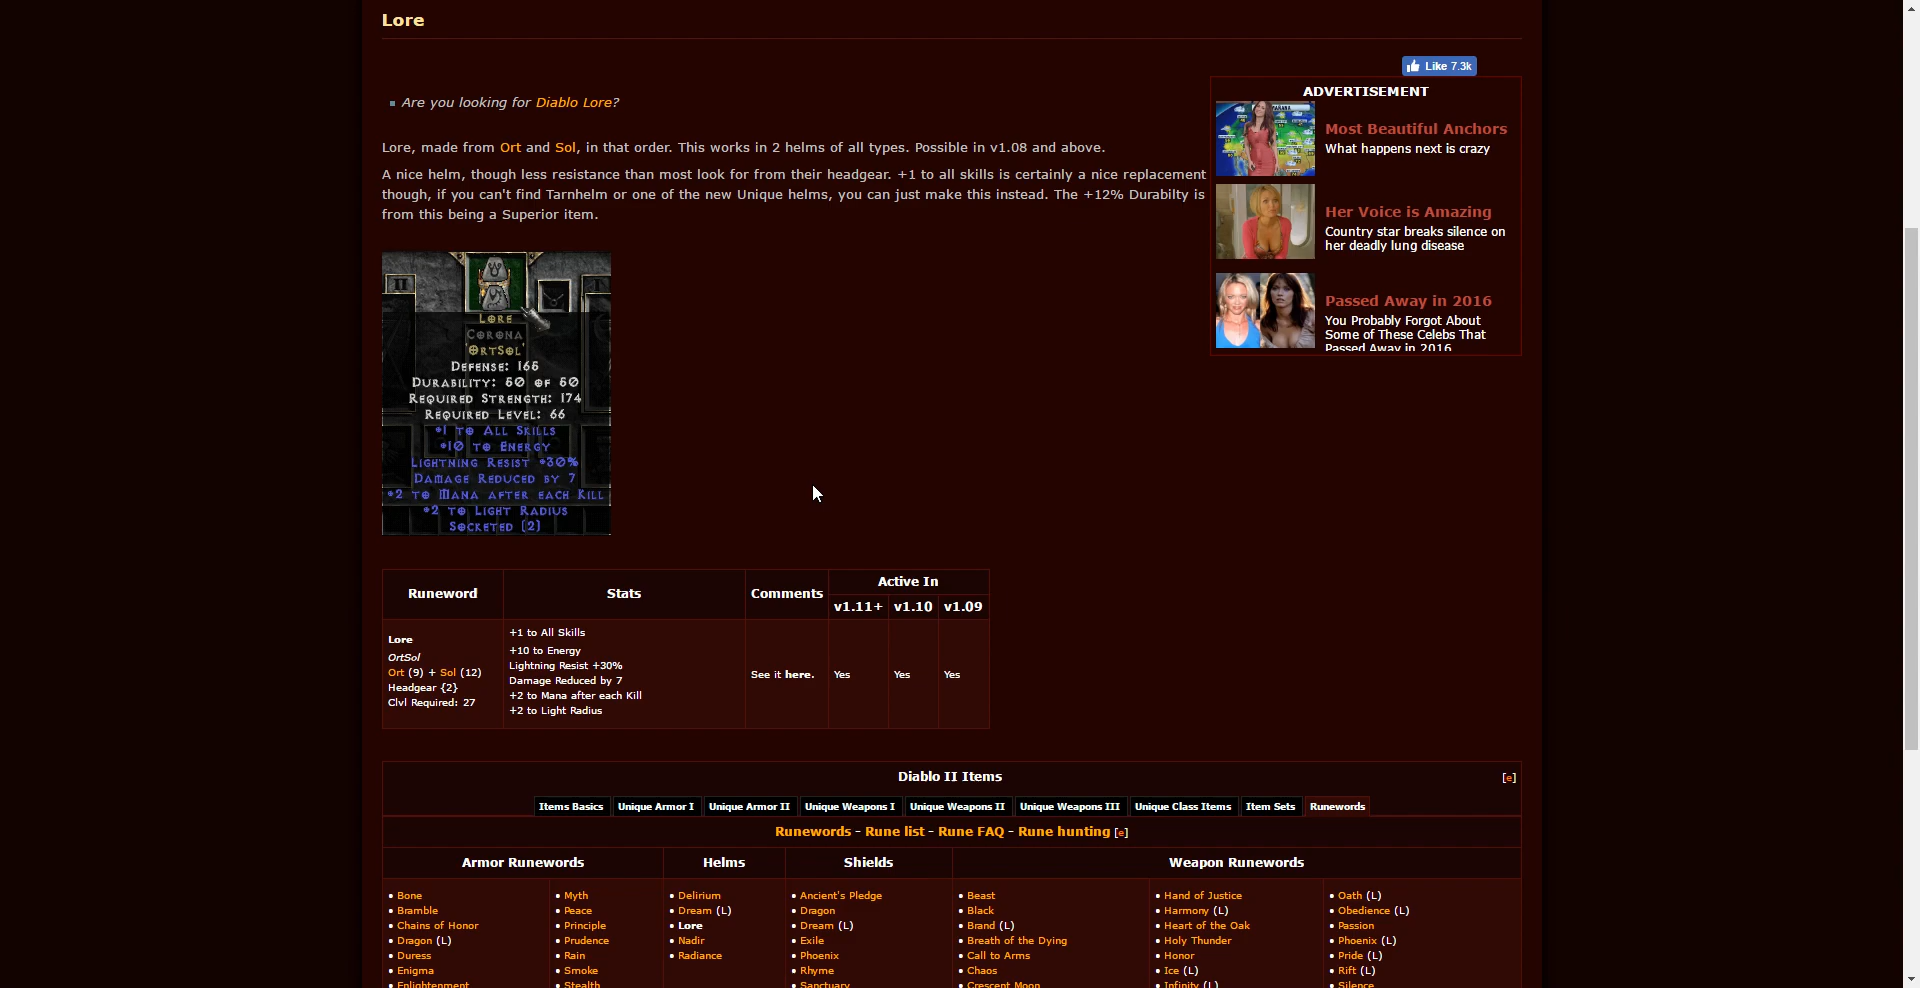 Lore
Like 7.3k
Are you looking for Diablo Lore?
Lore, made from Ort and Sol, in that order. This works in 2 helms of all types. Possible in v1.08 and above.
A nice helm, though less resistance than most look for from their headgear. +1 to all skills is certainly a nice replacement
though, if you can't find Tarnhelm or one of the new Unique helms, you can just make this instead. The +12% Durabilty is
from this being a Superior item.
ADVERTISEMENT
Most Beautiful Anchors
What happens next is crazy
Her Voice is Amazing
Country star breaks silence on
her deadly lung disease
Passed Away in 2016
You Probably Forgot About
Some of These Celebs That
Passed Away in 2016
II
Lore
Corona
'OrtSol'
Defense: 165
Durability: 50 of 50
Required Strength: 174
Required Level: 66
+1 to All Skills
+10 to Energy
Lightning Resist +30%
Damage Reduced by 7
+2 to Mana after each Kill
+2 to Light Radius
Socketed (2)
Runeword Stats Comments Active In
v1.11+ v1.10 v1.09
Lore
OrtSol
Ort (9) + Sol (12)
Headgear {2}
Clvl Required: 27
+1 to All Skills
+10 to Energy
Lightning Resist +30%
Damage Reduced by 7
+2 to Mana after each Kill
+2 to Light Radius
See it here.
Yes Yes Yes
Diablo II Items [e]
Items Basics Unique Armor I Unique Armor II Unique Weapons I Unique Weapons II Unique Weapons III Unique Class Items Item Sets Runewords
Runewords - Rune list - Rune FAQ - Rune hunting [e]
Armor Runewords Helms Shields Weapon Runewords
• Bone
• Bramble
• Chains of Honor
• Dragon (L)
• Duress
• Enigma
• Enlightenment
• Myth
• Peace
• Principle
• Prudence
• Rain
• Smoke
• Stealth
• Delirium
• Dream (L)
• Lore
• Nadir
• Radiance
• Ancient's Pledge
• Dragon
• Dream (L)
• Exile
• Phoenix
• Rhyme
• Sanctuary
• Beast
• Black
• Brand (L)
• Breath of the Dying
• Call to Arms
• Chaos
• Crescent Moon
• Hand of Justice
• Harmony (L)
• Heart of the Oak
• Holy Thunder
• Honor
• Ice (L)
• Infinity (L)
• Oath (L)
• Obedience (L)
• Passion
• Phoenix (L)
• Pride (L)
• Rift (L)
• Silence